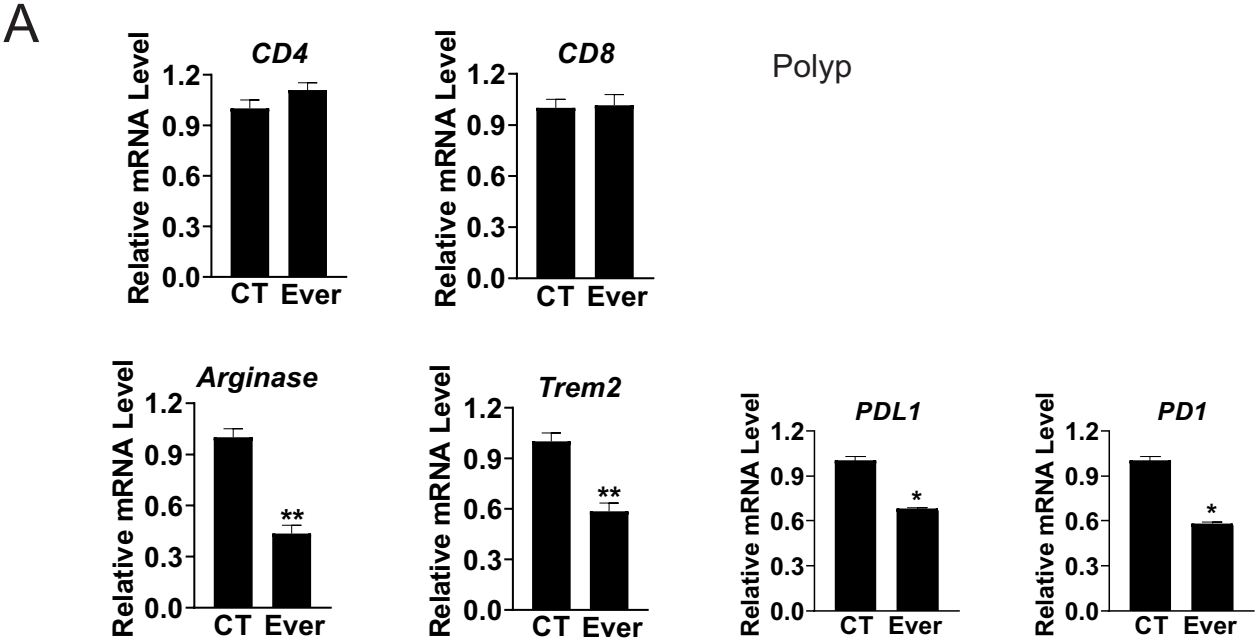 A
Polyp
CD4
Relative mRNA Level
1.2
0.9
0.6
0.3
0.0
CT Ever
CD8
Relative mRNA Level
1.2
0.9
0.6
0.3
0.0
CT Ever
Arginase
Relative mRNA Level
1.2
0.9
0.6
0.3
0.0
**
CT Ever
Trem2
Relative mRNA Level
1.2
0.9
0.6
0.3
0.0
**
CT Ever
PDL1
Relative mRNA Level
1.2
0.9
0.6
0.3
0.0
*
CT Ever
PD1
Relative mRNA Level
1.2
0.9
0.6
0.3
0.0
*
CT Ever